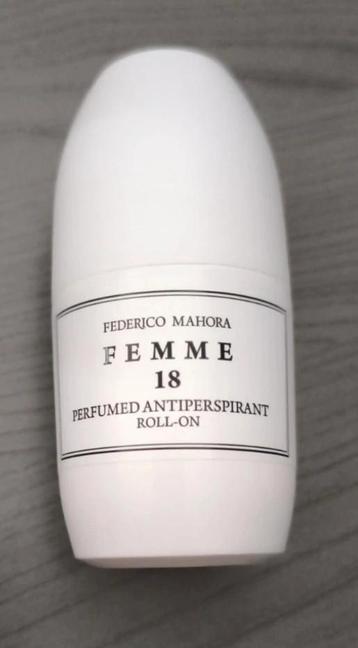 FEDERICO MAHORA
FEMME
18
PERFUMED ANTIPERSPIRANT
ROLL-ON